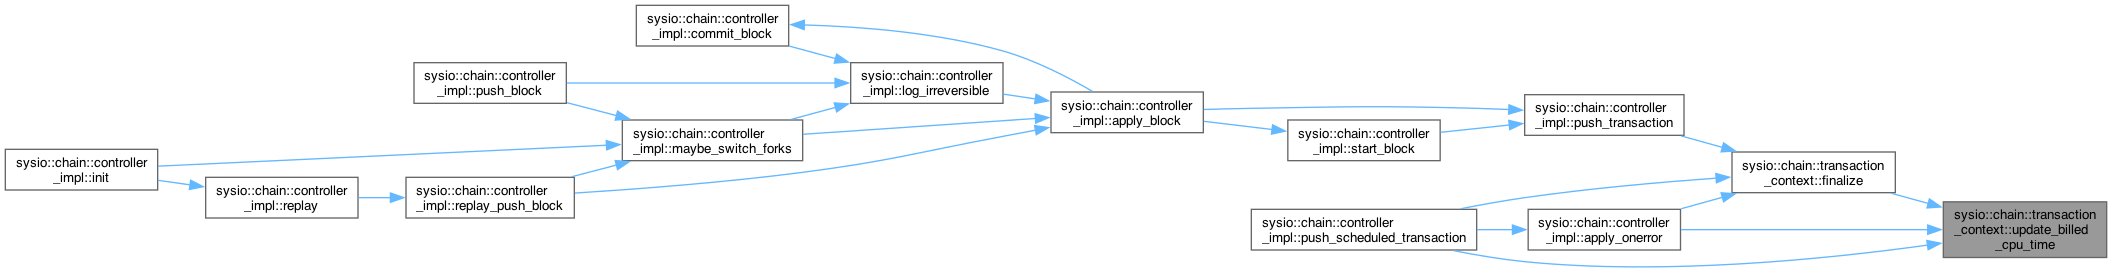 sysio::chain::controller
_impl::commit_block
sysio::chain::controller
_impl::push_block
sysio::chain::controller
_impl::log_irreversible
sysio::chain::controller
_impl::apply_block
sysio::chain::controller
_impl::push_transaction
sysio::chain::controller
_impl::maybe_switch_forks
sysio::chain::controller
_impl::start_block
sysio::chain::controller
_impl::init
sysio::chain::controller
_impl::replay
sysio::chain::controller
_impl::replay_push_block
sysio::chain::transaction
_context::finalize
sysio::chain::controller
_impl::push_scheduled_transaction
sysio::chain::controller
_impl::apply_onerror
sysio::chain::transaction
_context::update_billed
_cpu_time